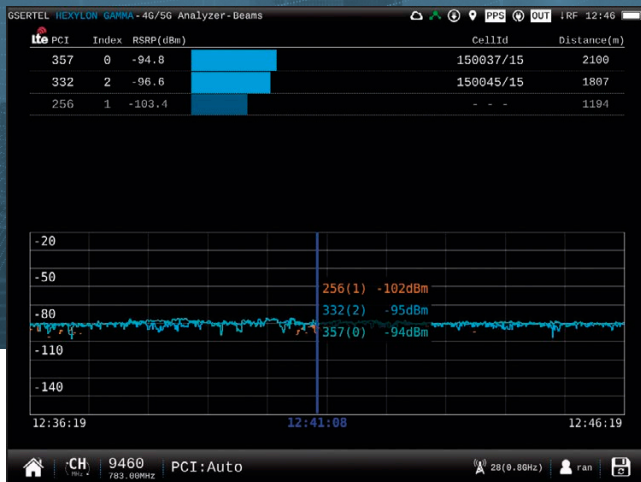 GSERTEL HEXYLON GAMMA-4G/5G Analyzer-Beams PPS OUT IRF 12:46
lte PCI Index RSRP(dBm) CellId Distance(m)
357 0 -94.8 150037/15 2100
332 2 -96.6 150045/15 1807
256 1 -103.4 - - - 1194
-20
-50
256(1) -102dBm
332(2) -95dBm
-80
357(0) -94dBm
-110
-140
12:36:19 12:41:08 12:46:19
CH MHz 9460 783.00MHz PCI:Auto 28(0.8GHz) ran